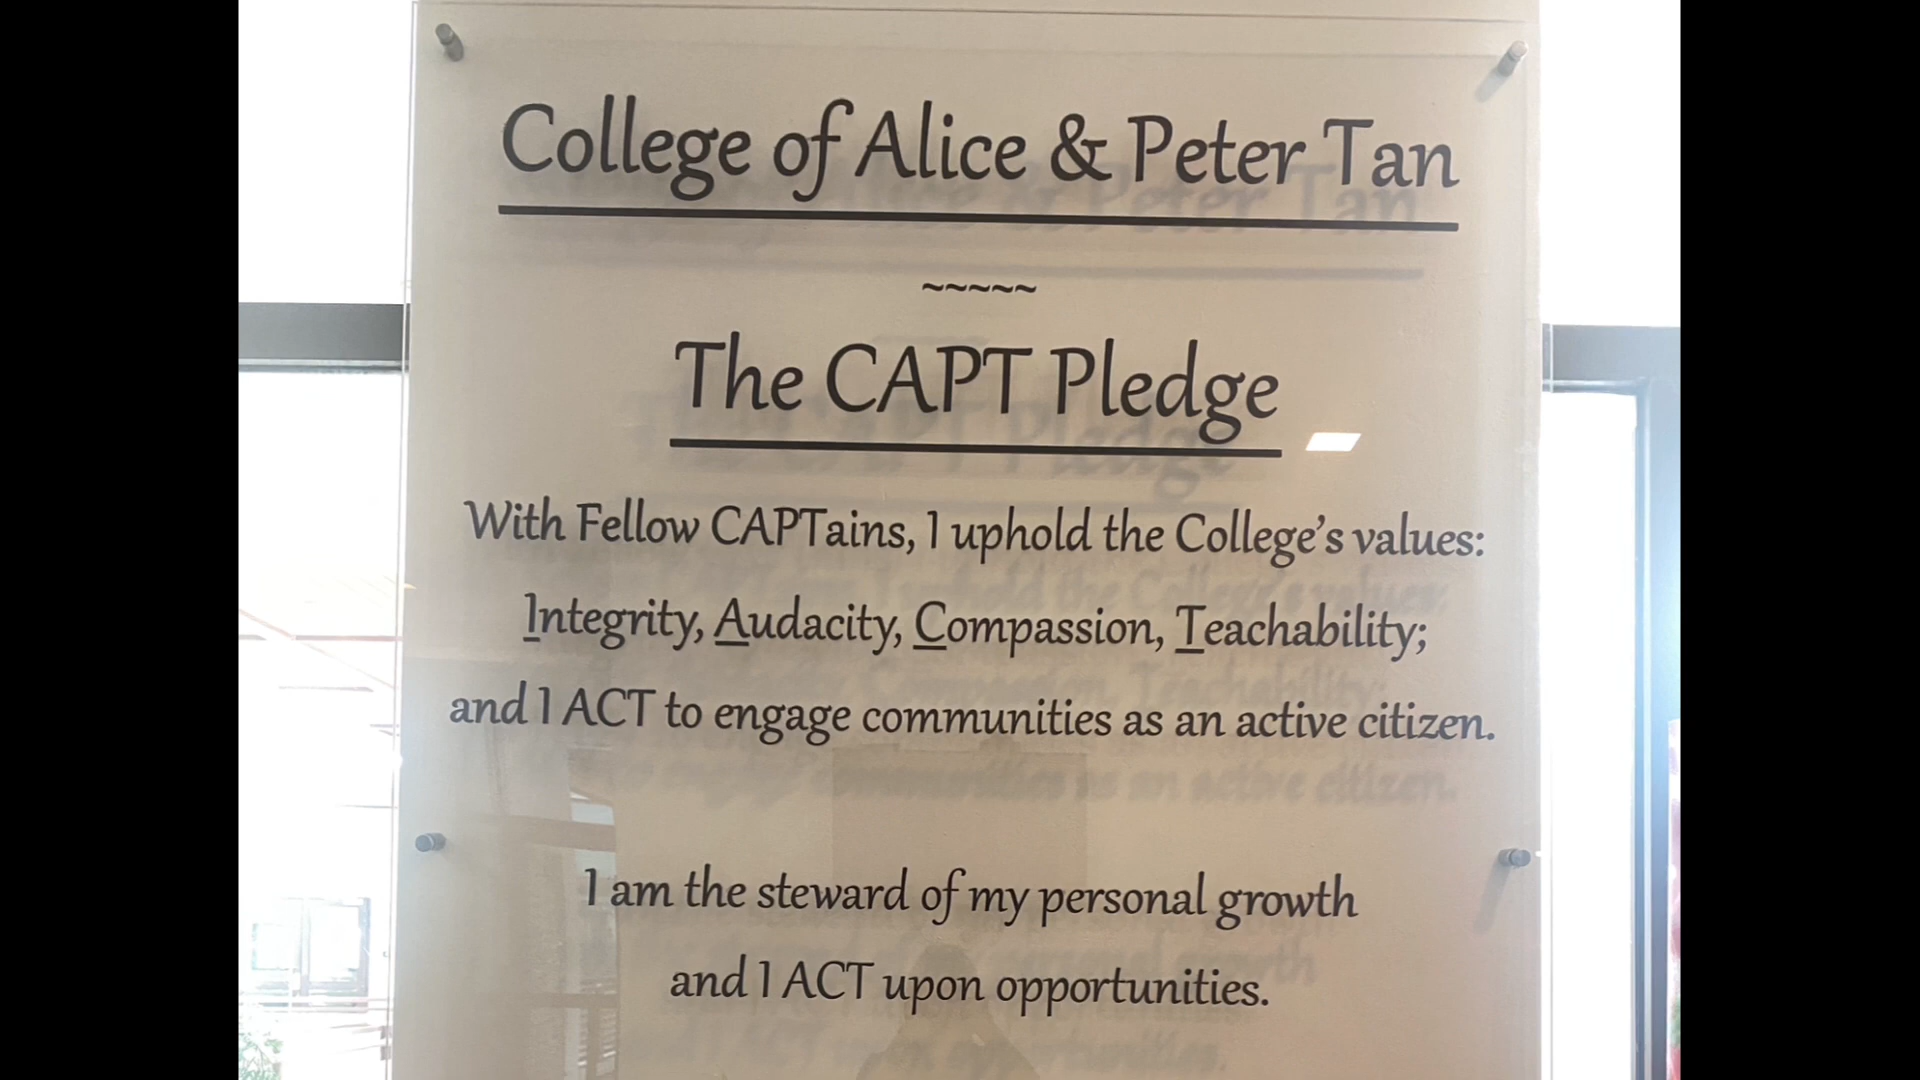 College of Alice & Peter Tan
~~~~~
The CAPT Pledge
With Fellow CAPTains, I uphold the College's values:
Integrity, Audacity, Compassion, Teachability;
and I ACT to engage communities as an active citizen.
I am the steward of my personal growth
and I ACT upon opportunities.